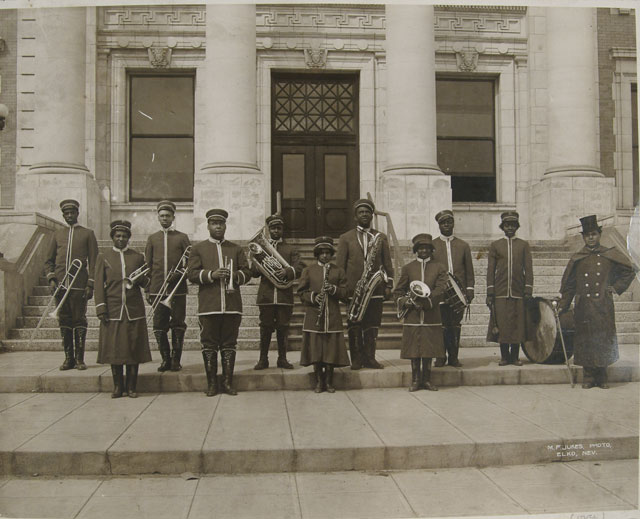 M.P. JUKES, PHOTO,
ELKO, NEV.